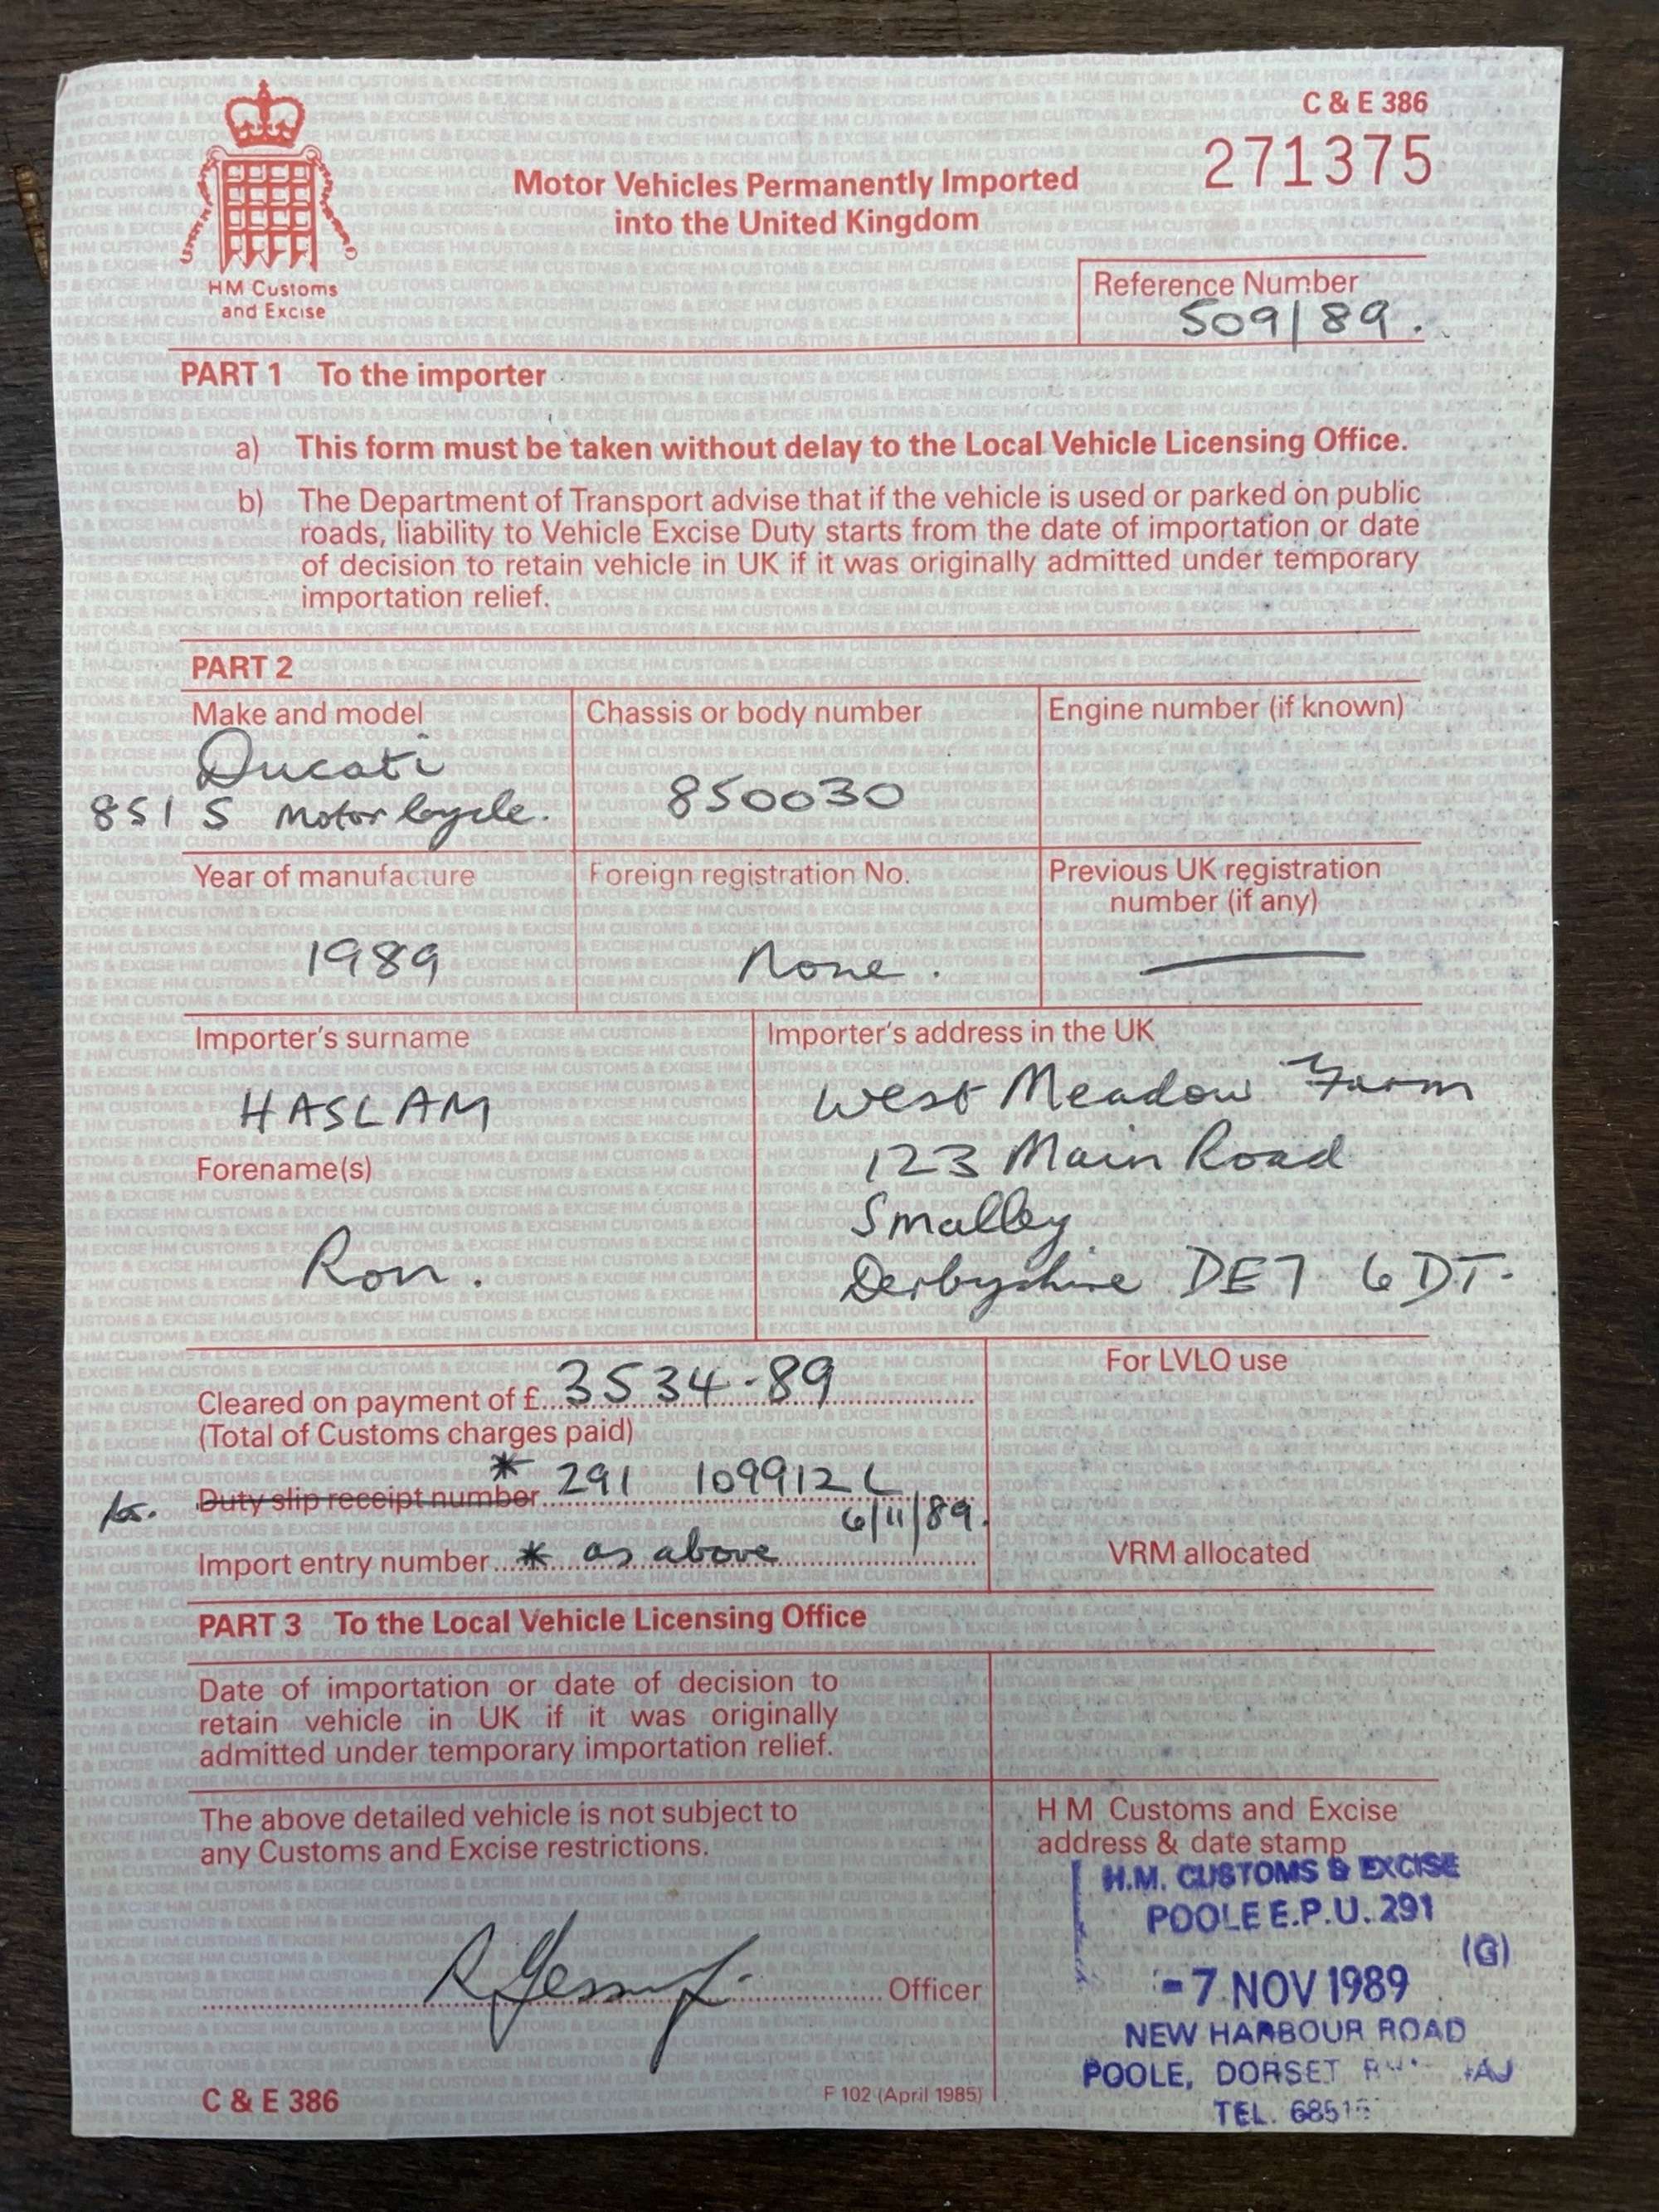 C & E 386
271375
Motor Vehicles Permanently Imported
into the United Kingdom
HM Customs
and Excise
Reference Number
509/89.
PART 1 To the importer
a) This form must be taken without delay to the Local Vehicle Licensing Office.
b) The Department of Transport advise that if the vehicle is used or parked on public
roads, liability to Vehicle Excise Duty starts from the date of importation or date
of decision to retain vehicle in UK if it was originally admitted under temporary
importation relief.
PART 2
Make and model
Ducati
851 S Motorcycle.
Chassis or body number
850030
Engine number (if known)
Year of manufacture
1989
Foreign registration No.
None.
Previous UK registration
number (if any)
Importer's surname
HASLAM
Forename(s)
Ron.
Importer's address in the UK
West Meadow Farm
123 Main Road
Smalley
Derbyshire DE7 6DT.
Cleared on payment of £ 3534-89
(Total of Customs charges paid)
* 291 109912 L
Duty slip receipt number
6/11/89.
Import entry number * as above
For LVLO use
VRM allocated
PART 3 To the Local Vehicle Licensing Office
Date of importation or date of decision to
retain vehicle in UK if it was originally
admitted under temporary importation relief.
The above detailed vehicle is not subject to
any Customs and Excise restrictions.
Officer
H M Customs and Excise
address & date stamp
H.M. CUSTOMS & EXCISE
POOLE E.P.U. 291
(G)
-7 NOV 1989
NEW HARBOUR ROAD
POOLE, DORSET
TEL.
C & E 386
F 102 (April 1985)